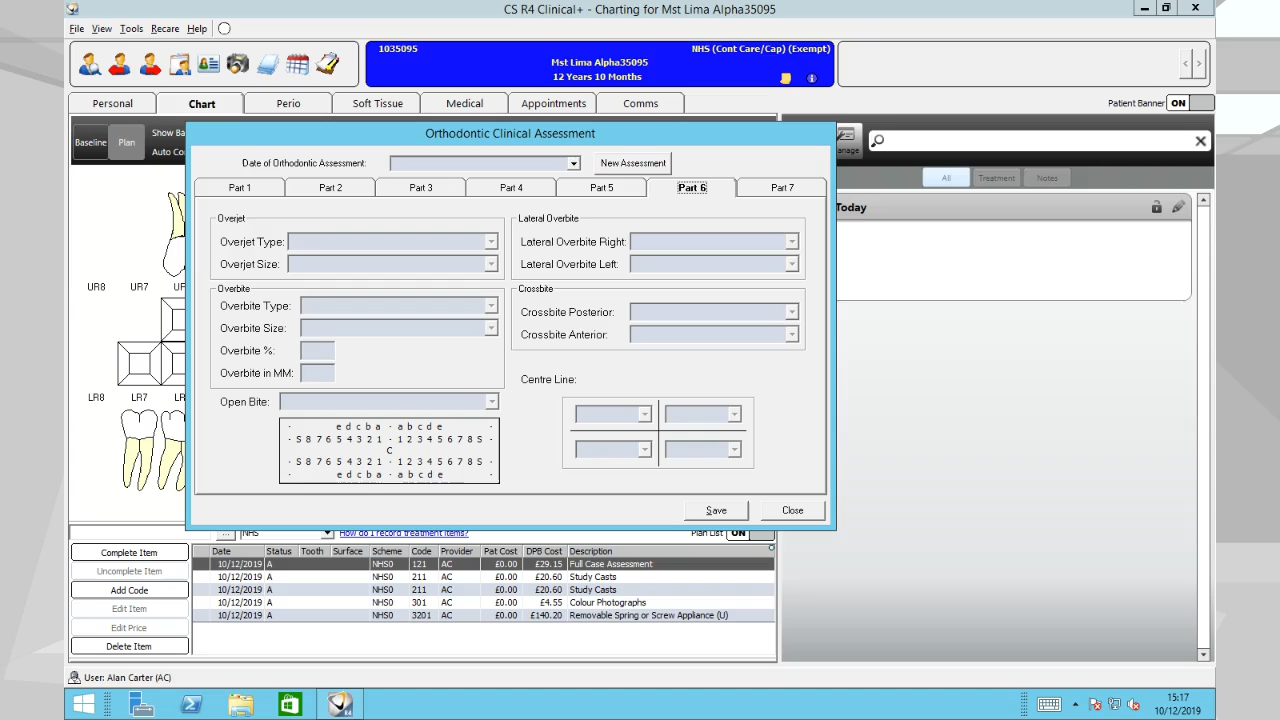 CS R4 Clinical+ - Charting for Mst Lima Alpha35095
File View Tools Recare Help
1035095 NHS (Cont Care/Cap) (Exempt)
Mst Lima Alpha35095
12 Years 10 Months
Personal Chart Perio Soft Tissue Medical Appointments Comms Patient Banner ON
Baseline Plan Show Ba
Auto Co
Orthodontic Clinical Assessment
Date of Orthodontic Assessment: New Assessment
Part 1 Part 2 Part 3 Part 4 Part 5 Part 6 Part 7
Overjet
Overjet Type:
Overjet Size:
Overbite
Overbite Type:
Overbite Size:
Overbite %:
Overbite in MM:
Open Bite:
· e d c b a · a b c d e ·
· S 8 7 6 5 4 3 2 1 · 1 2 3 4 5 6 7 8 S ·
C
· S 8 7 6 5 4 3 2 1 · 1 2 3 4 5 6 7 8 S ·
· e d c b a · a b c d e ·
Lateral Overbite
Lateral Overbite Right:
Lateral Overbite Left:
Crossbite
Crossbite Posterior:
Crossbite Anterior:
Centre Line:
Save Close
All Treatment Notes
Today
UR8 UR7
LR8 LR7
NHS How do I record treatment items? Plan List ON
Complete Item
Uncomplete Item
Add Code
Edit Item
Edit Price
Delete Item
Date Status Tooth Surface Scheme Code Provider Pat Cost DPB Cost Description
10/12/2019 A NHS0 121 AC £0.00 £29.15 Full Case Assessment
10/12/2019 A NHS0 211 AC £0.00 £20.60 Study Casts
10/12/2019 A NHS0 211 AC £0.00 £20.60 Study Casts
10/12/2019 A NHS0 301 AC £0.00 £4.55 Colour Photographs
10/12/2019 A NHS0 3201 AC £0.00 £140.20 Removable Spring or Screw Appliance (U)
User: Alan Carter (AC)
15:17
10/12/2019